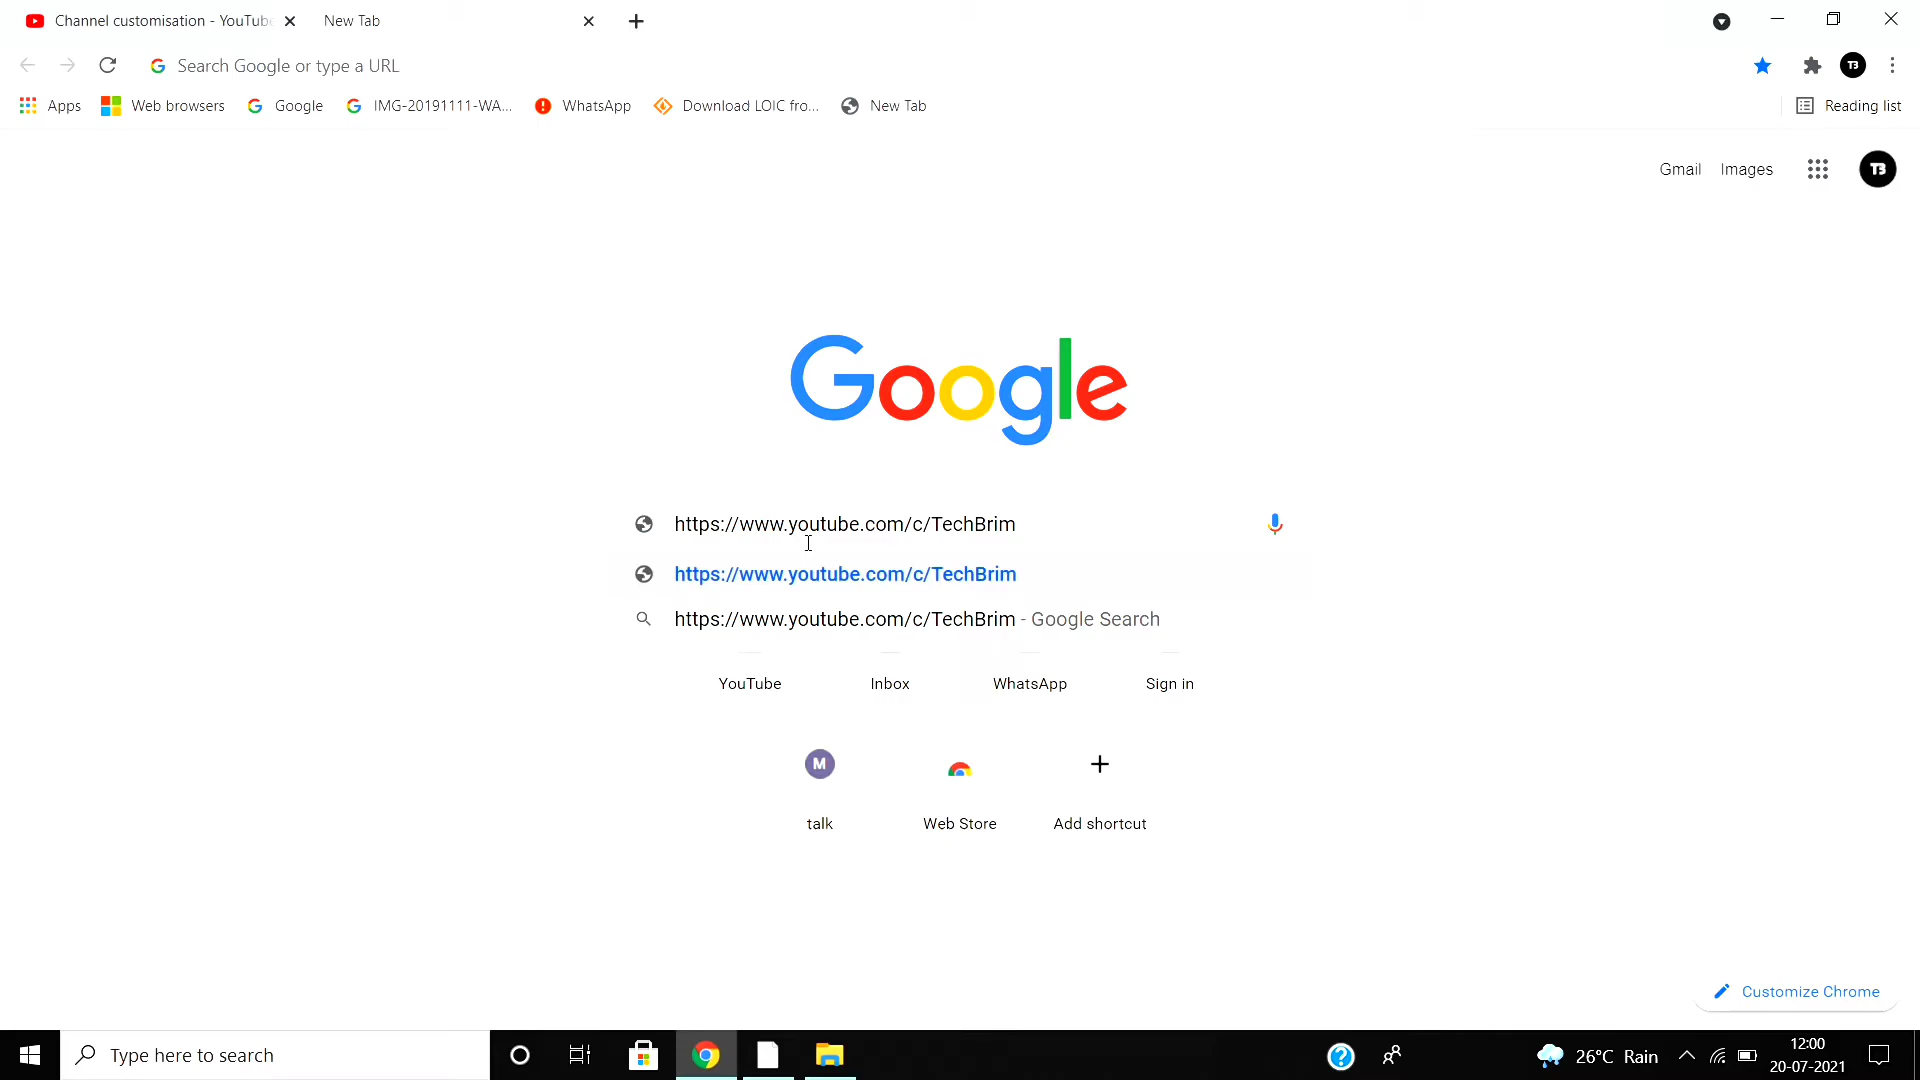 Channel customisation - YouTube
New Tab
Search Google or type a URL
Apps
Web browsers
Google
IMG-20191111-WA...
WhatsApp
Download LOIC fro...
New Tab
Reading list
Gmail
Images
T3
T3
Google
https://www.youtube.com/c/TechBrim
https://www.youtube.com/c/TechBrim
https://www.youtube.com/c/TechBrim - Google Search
YouTube
Inbox
WhatsApp
Sign in
M
talk
Web Store
Add shortcut
Customize Chrome
Type here to search
26°C Rain
12:00
20-07-2021